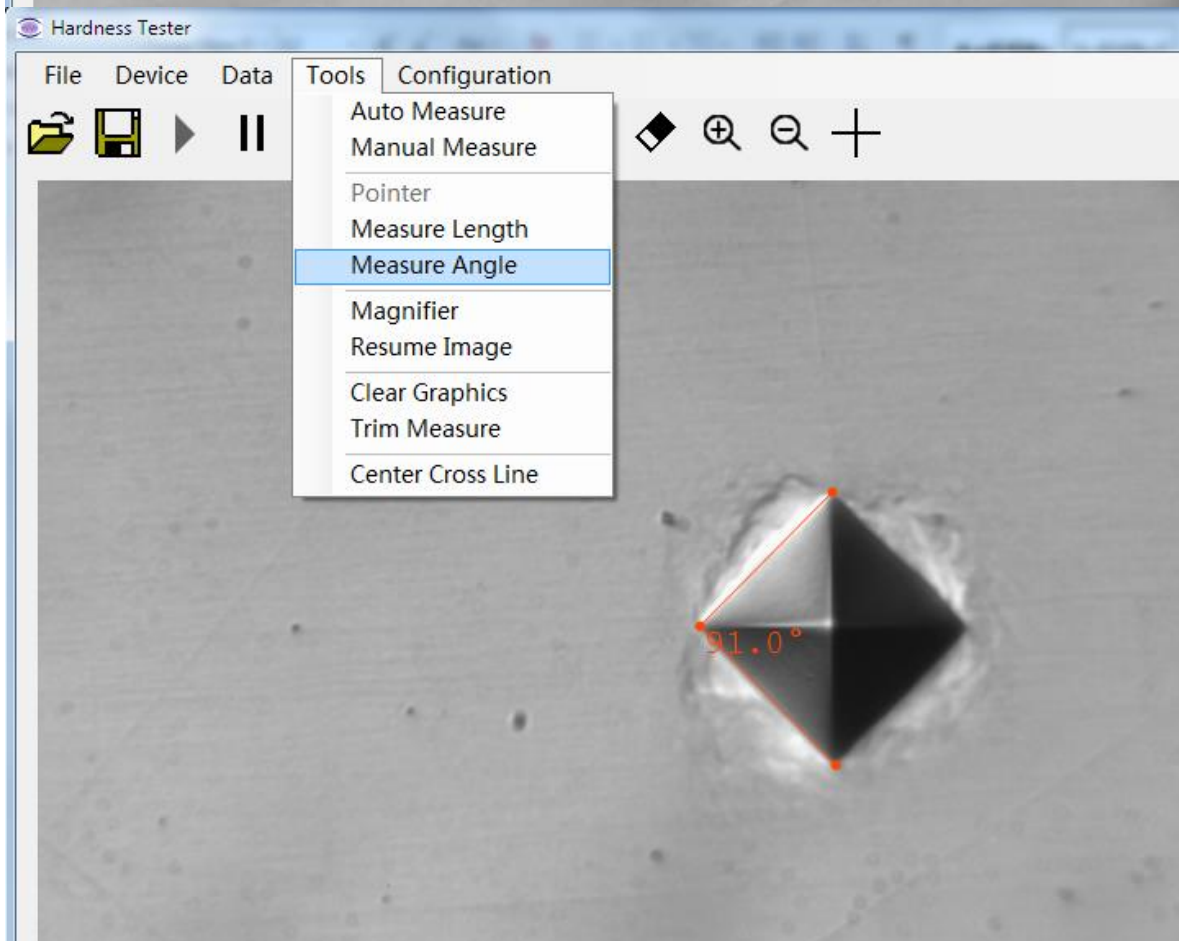 Hardness Tester
File Device Data Tools Configuration
Auto Measure
Manual Measure
Pointer
Measure Length
Measure Angle
Magnifier
Resume Image
Clear Graphics
Trim Measure
Center Cross Line
91.0°